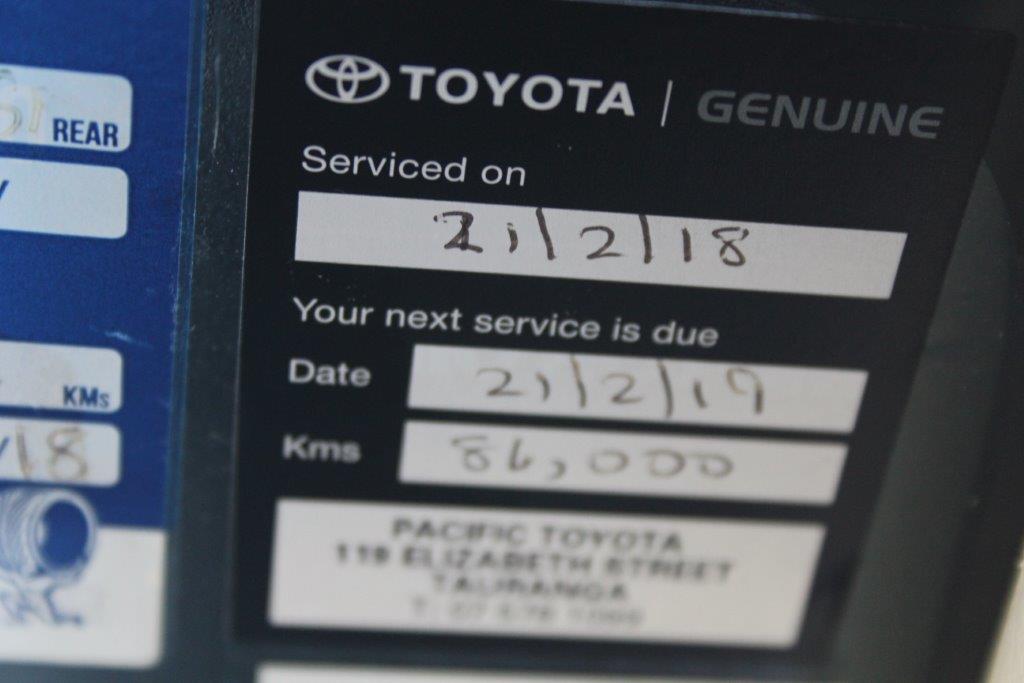 REAR
KMs
/18
TOYOTA | GENUINE
Serviced on
21/2/18
Your next service is due
Date 21/2/19
Kms 86,000
PACIFIC TOYOTA
119 ELIZABETH STREET
TAURANGA